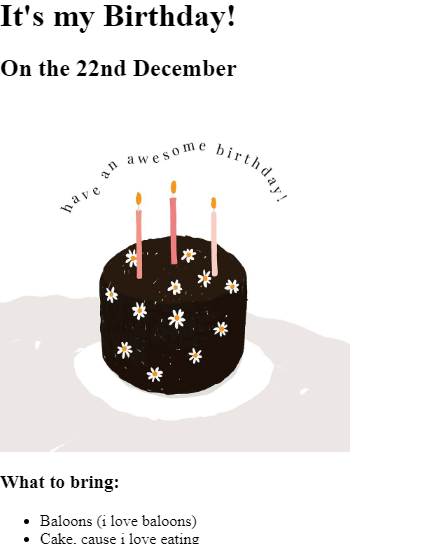 It's my Birthday!
On the 22nd December
have an awesome birthday!
What to bring:
Baloons (i love baloons)
Cake, cause i love eating